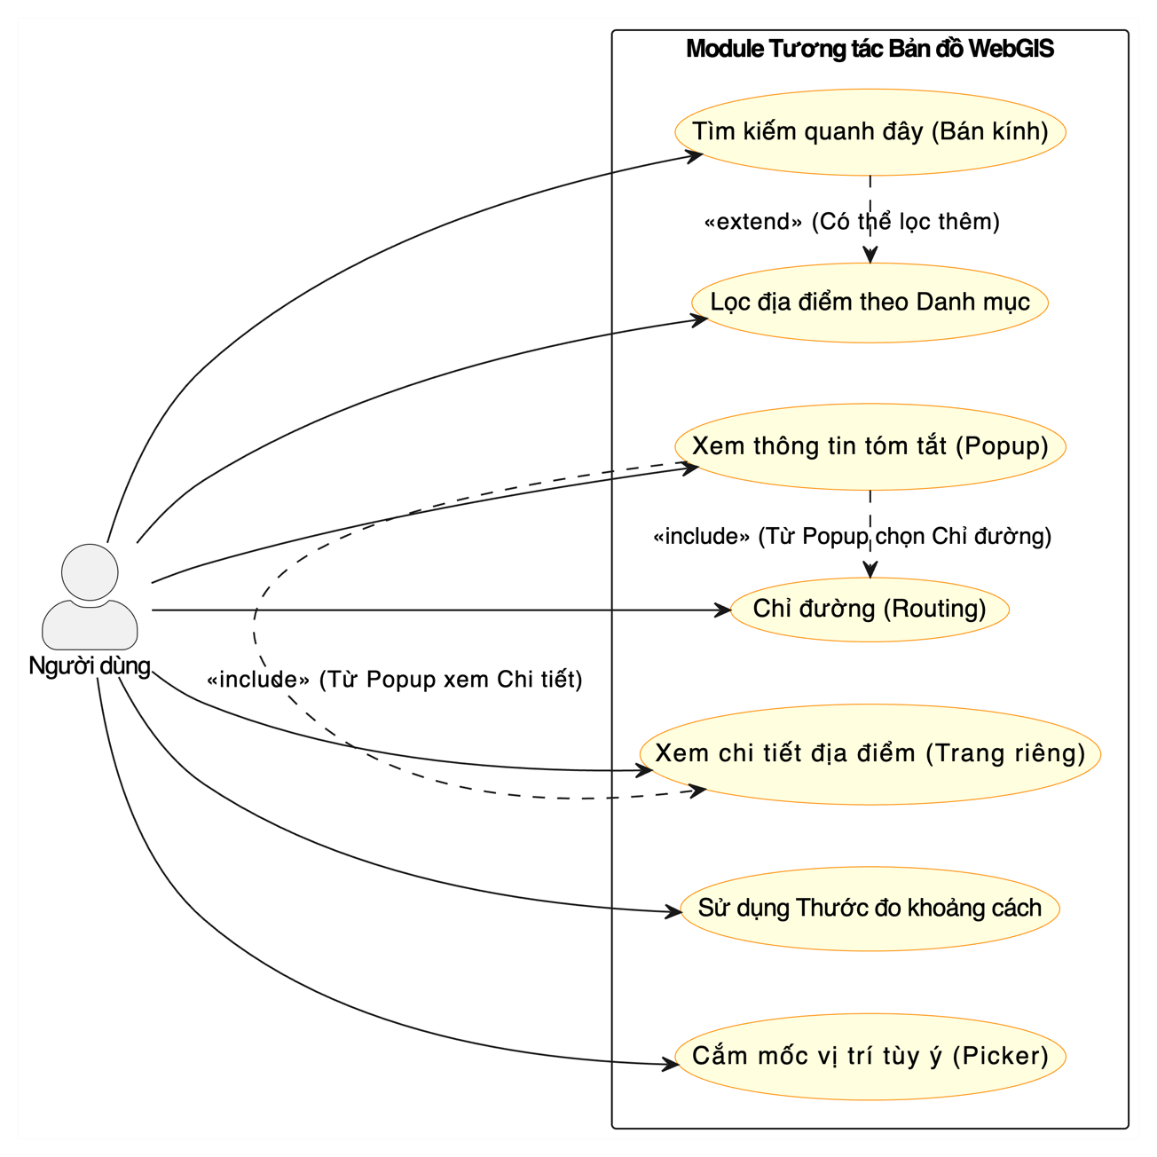 Module Tương tác Bản đồ WebGIS
Tìm kiếm quanh đây (Bán kính)
«extend» (Có thể lọc thêm)
Lọc địa điểm theo Danh mục
Xem thông tin tóm tắt (Popup)
«include» (Từ Popup chọn Chỉ đường)
Chỉ đường (Routing)
Người dùng
«include» (Từ Popup xem Chi tiết)
Xem chi tiết địa điểm (Trang riêng)
Sử dụng Thước đo khoảng cách
Cắm mốc vị trí tùy ý (Picker)